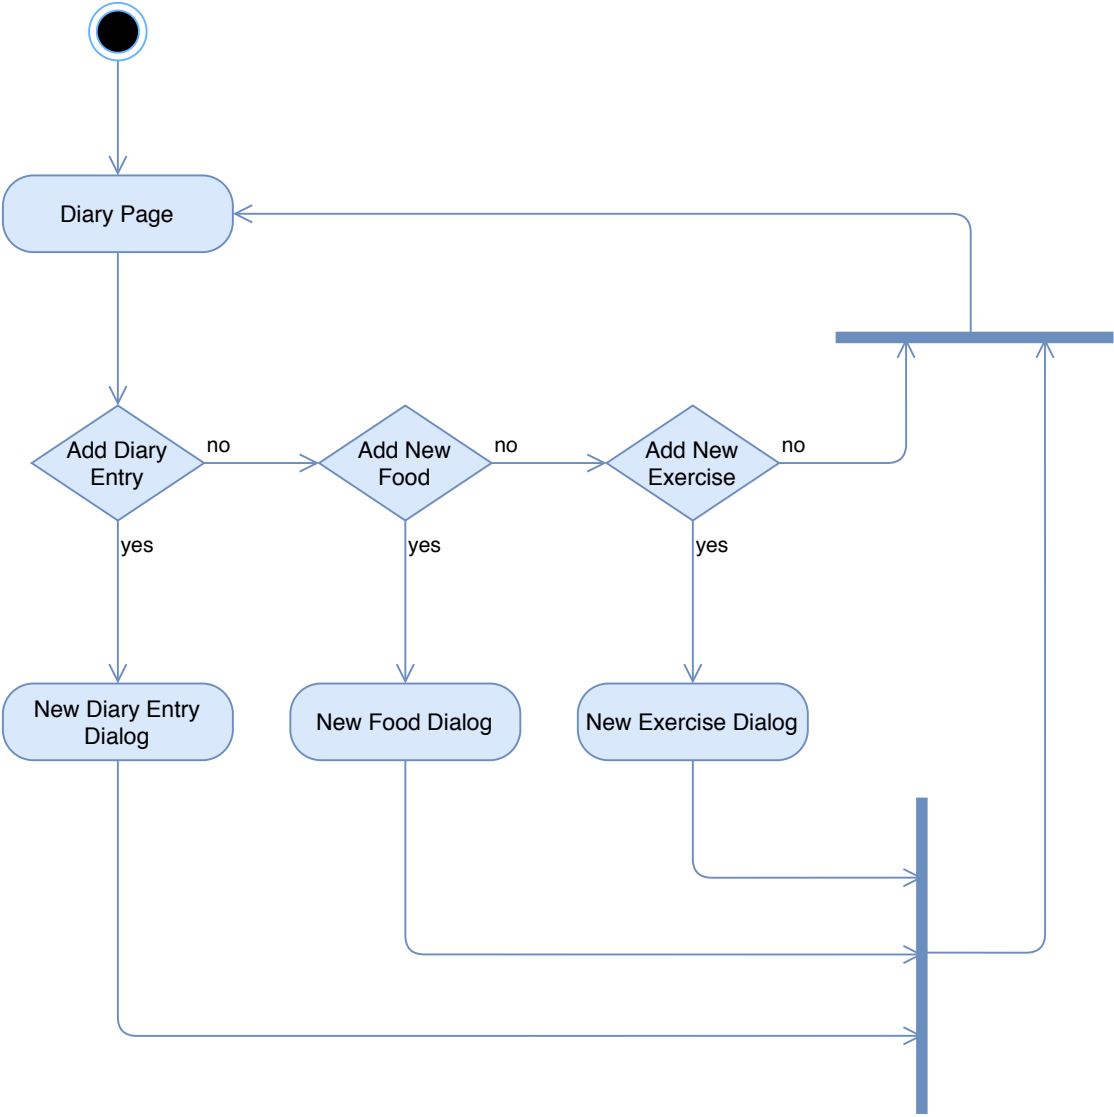 Diary Page
Add Diary
Entry
no
Add New
Food
no
Add New
Exercise
no
yes
yes
yes
New Diary Entry
Dialog
New Food Dialog
New Exercise Dialog